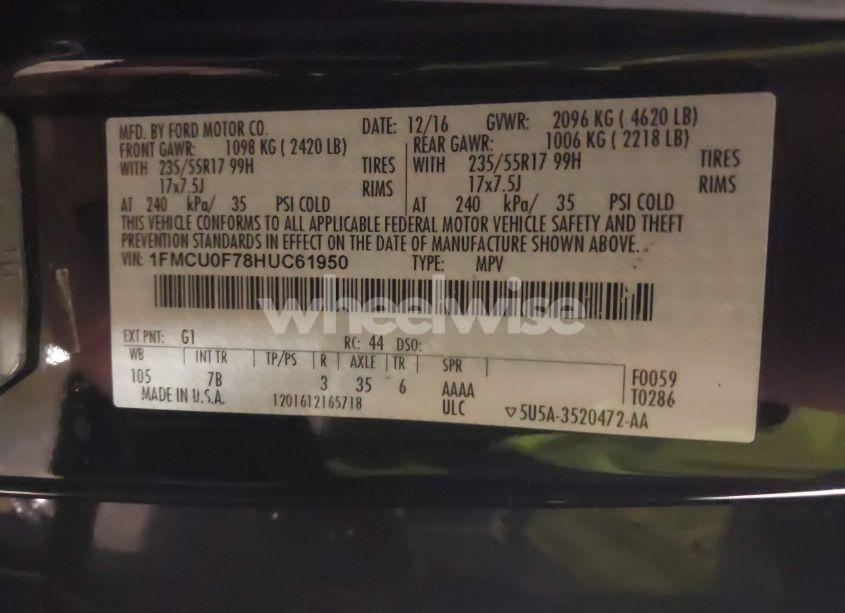 MFD. BY FORD MOTOR CO. DATE: 12/16 GVWR: 2096 KG ( 4620 LB)
FRONT GAWR: 1098 KG ( 2420 LB) REAR GAWR: 1006 KG ( 2218 LB)
WITH 235/55R17 99H TIRES WITH 235/55R17 99H TIRES
17x7.5J RIMS 17x7.5J RIMS
AT 240 kPa/ 35 PSI COLD AT 240 kPa/ 35 PSI COLD
THIS VEHICLE CONFORMS TO ALL APPLICABLE FEDERAL MOTOR VEHICLE SAFETY AND THEFT
PREVENTION STANDARDS IN EFFECT ON THE DATE OF MANUFACTURE SHOWN ABOVE.
VIN: 1FMCU0F78HUC61950 TYPE: MPV
wheelwise
EXT PNT: G1 RC: 44 DSO:
WB INT TR TP/PS R AXLE TR SPR
105 7B 3 35 6 AAAA F0059
MADE IN U.S.A. 1201612165718 ULC ▽5U5A-3520472-AA T0286